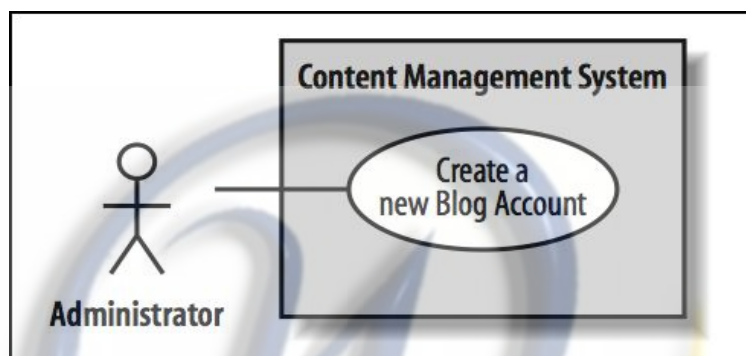 Content Management System
Create a
new Blog Account
Administrator